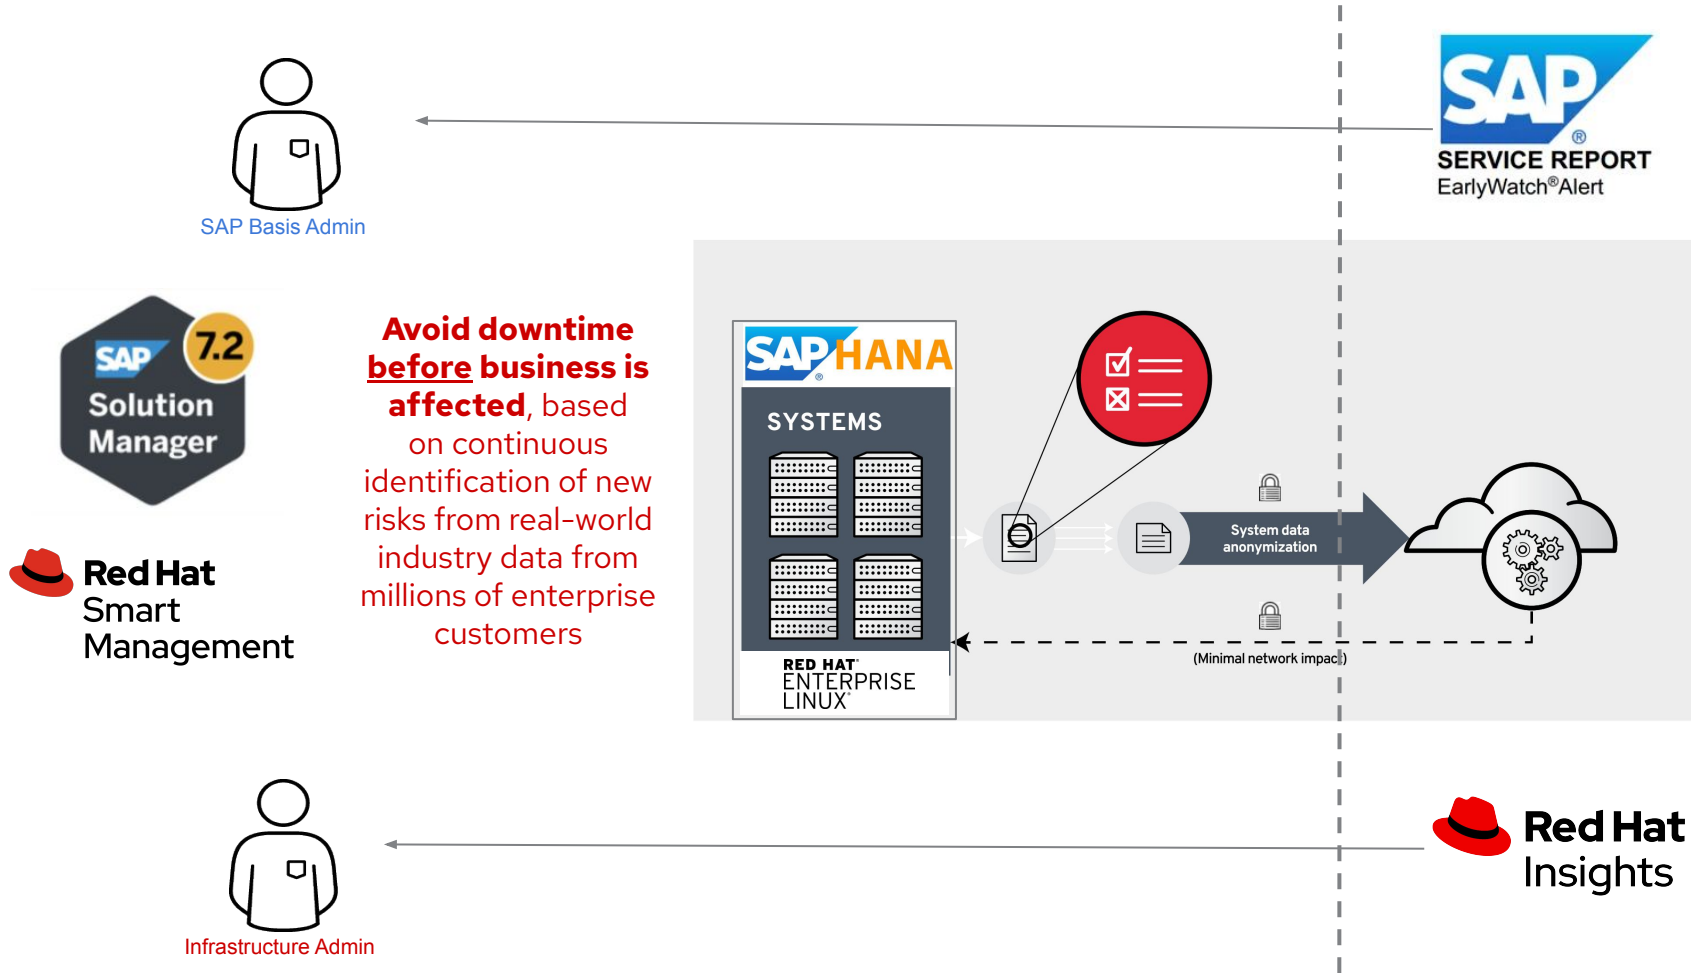 SAP
®
SERVICE REPORT
EarlyWatch®Alert
SAP Basis Admin
7.2
SAP
Solution
Manager
Avoid downtime
before business is
affected, based
on continuous
identification of new
risks from real-world
industry data from
millions of enterprise
customers
Red Hat
Smart
Management
SAP HANA
®
SYSTEMS
RED HAT®
ENTERPRISE
LINUX®
System data
anonymization
(Minimal network impact)
Red Hat
Insights
Infrastructure Admin